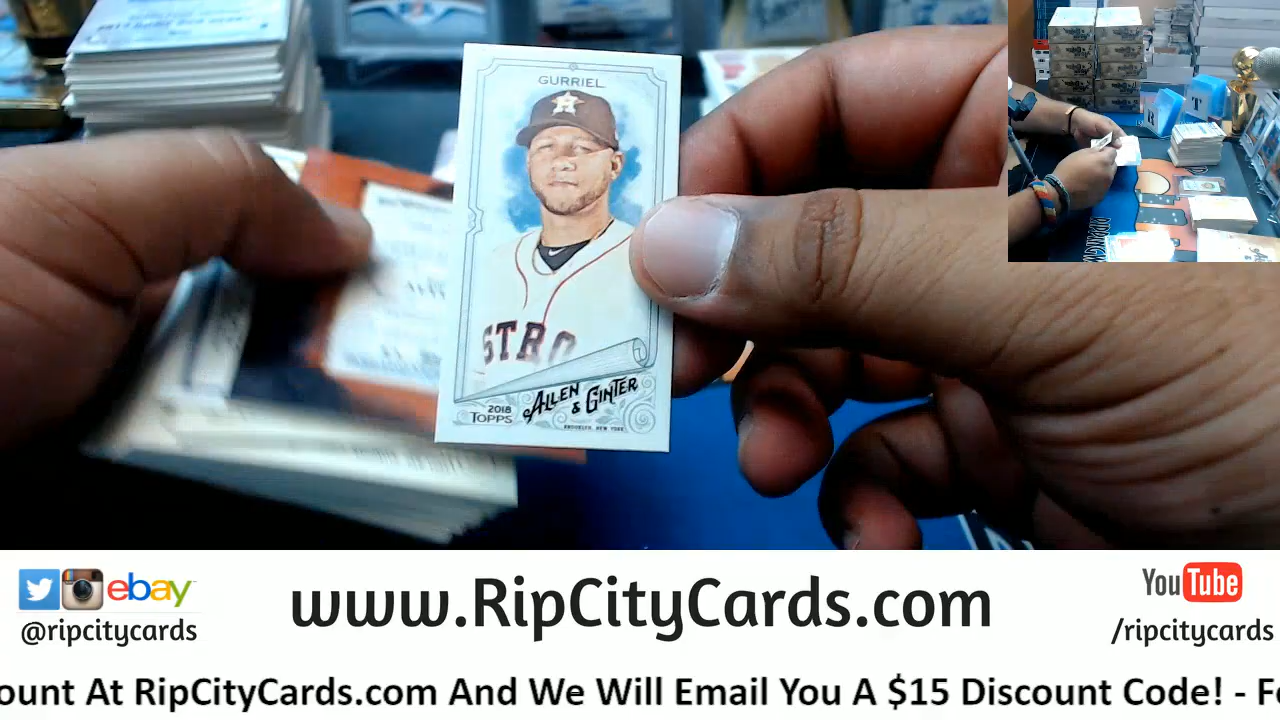 GURRIEL
STRO
2018
TOPPS
ALLEN
& GINTER
BROOKLYN, NEW YORK
ebay
@ripcitycards
www.RipCityCards.com
YouTube
/ripcitycards
ount At RipCityCards.com And We Will Email You A $15 Discount Code! - Fo